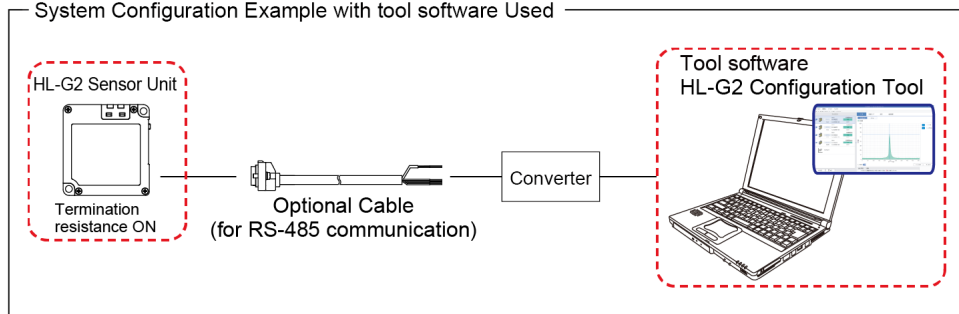 System Configuration Example with tool software Used
HL-G2 Sensor Unit
Termination
resistance ON
Optional Cable
(for RS-485 communication)
Converter
Tool software
HL-G2 Configuration Tool